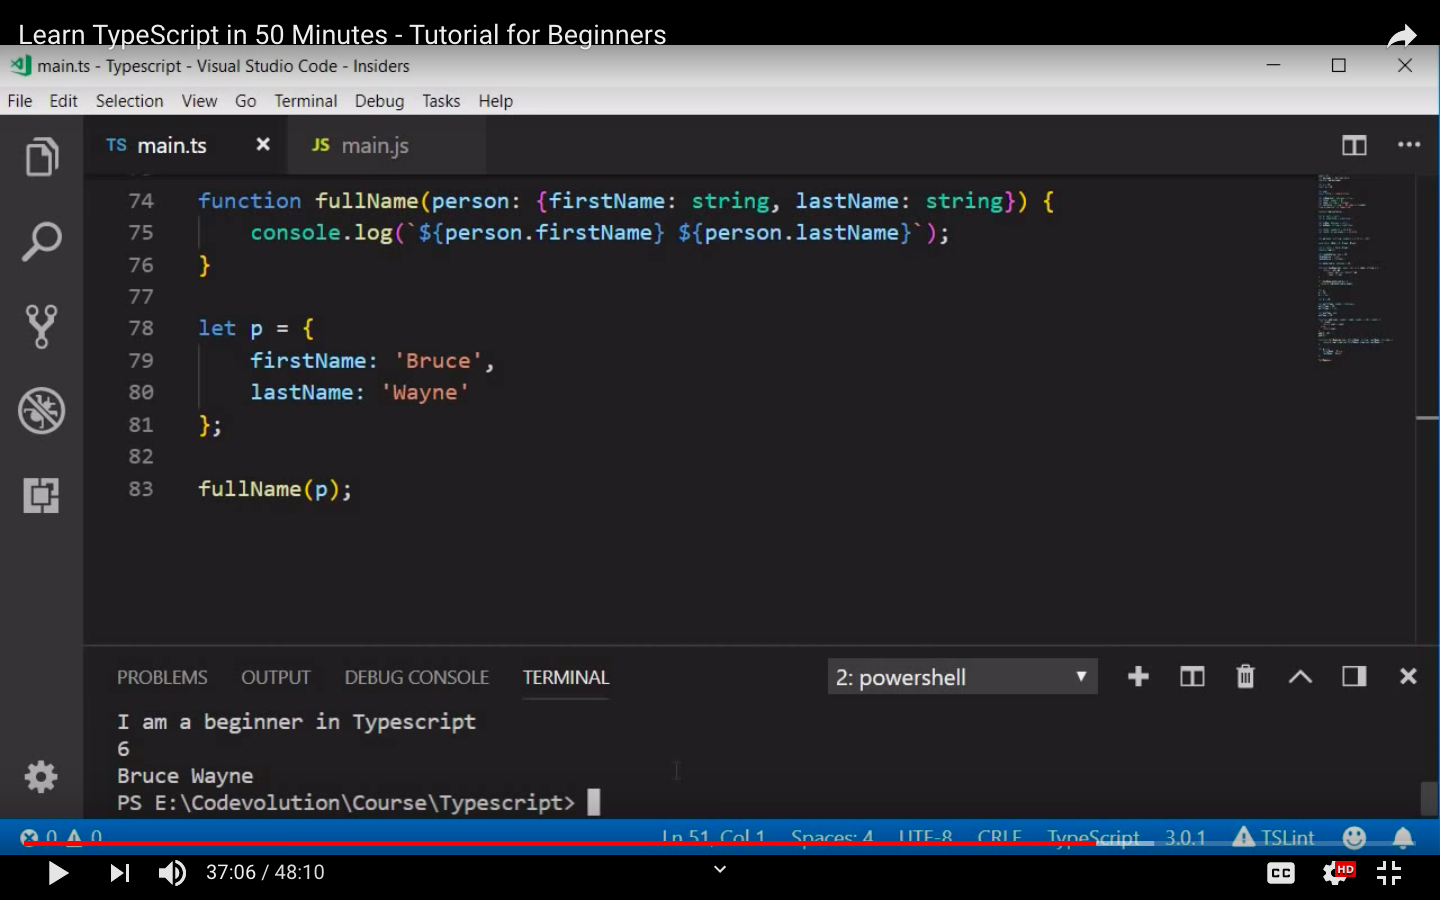 Learn TypeScript in 50 Minutes - Tutorial for Beginners
main.ts - Typescript - Visual Studio Code - Insiders
File Edit Selection View Go Terminal Debug Tasks Help
TS main.ts JS main.js
74 function fullName(person: {firstName: string, lastName: string}) {
75 console.log(`${person.firstName} ${person.lastName}`);
76 }
77
78 let p = {
79 firstName: 'Bruce',
80 lastName: 'Wayne'
81 };
82
83 fullName(p);
PROBLEMS OUTPUT DEBUG CONSOLE TERMINAL 2: powershell
I am a beginner in Typescript
6
Bruce Wayne
PS E:\Codevolution\Course\Typescript>
0 0 Ln 51, Col 1 Spaces: 4 UTF-8 CRLF TypeScript 3.0.1 TSLint
37:06 / 48:10 CC HD